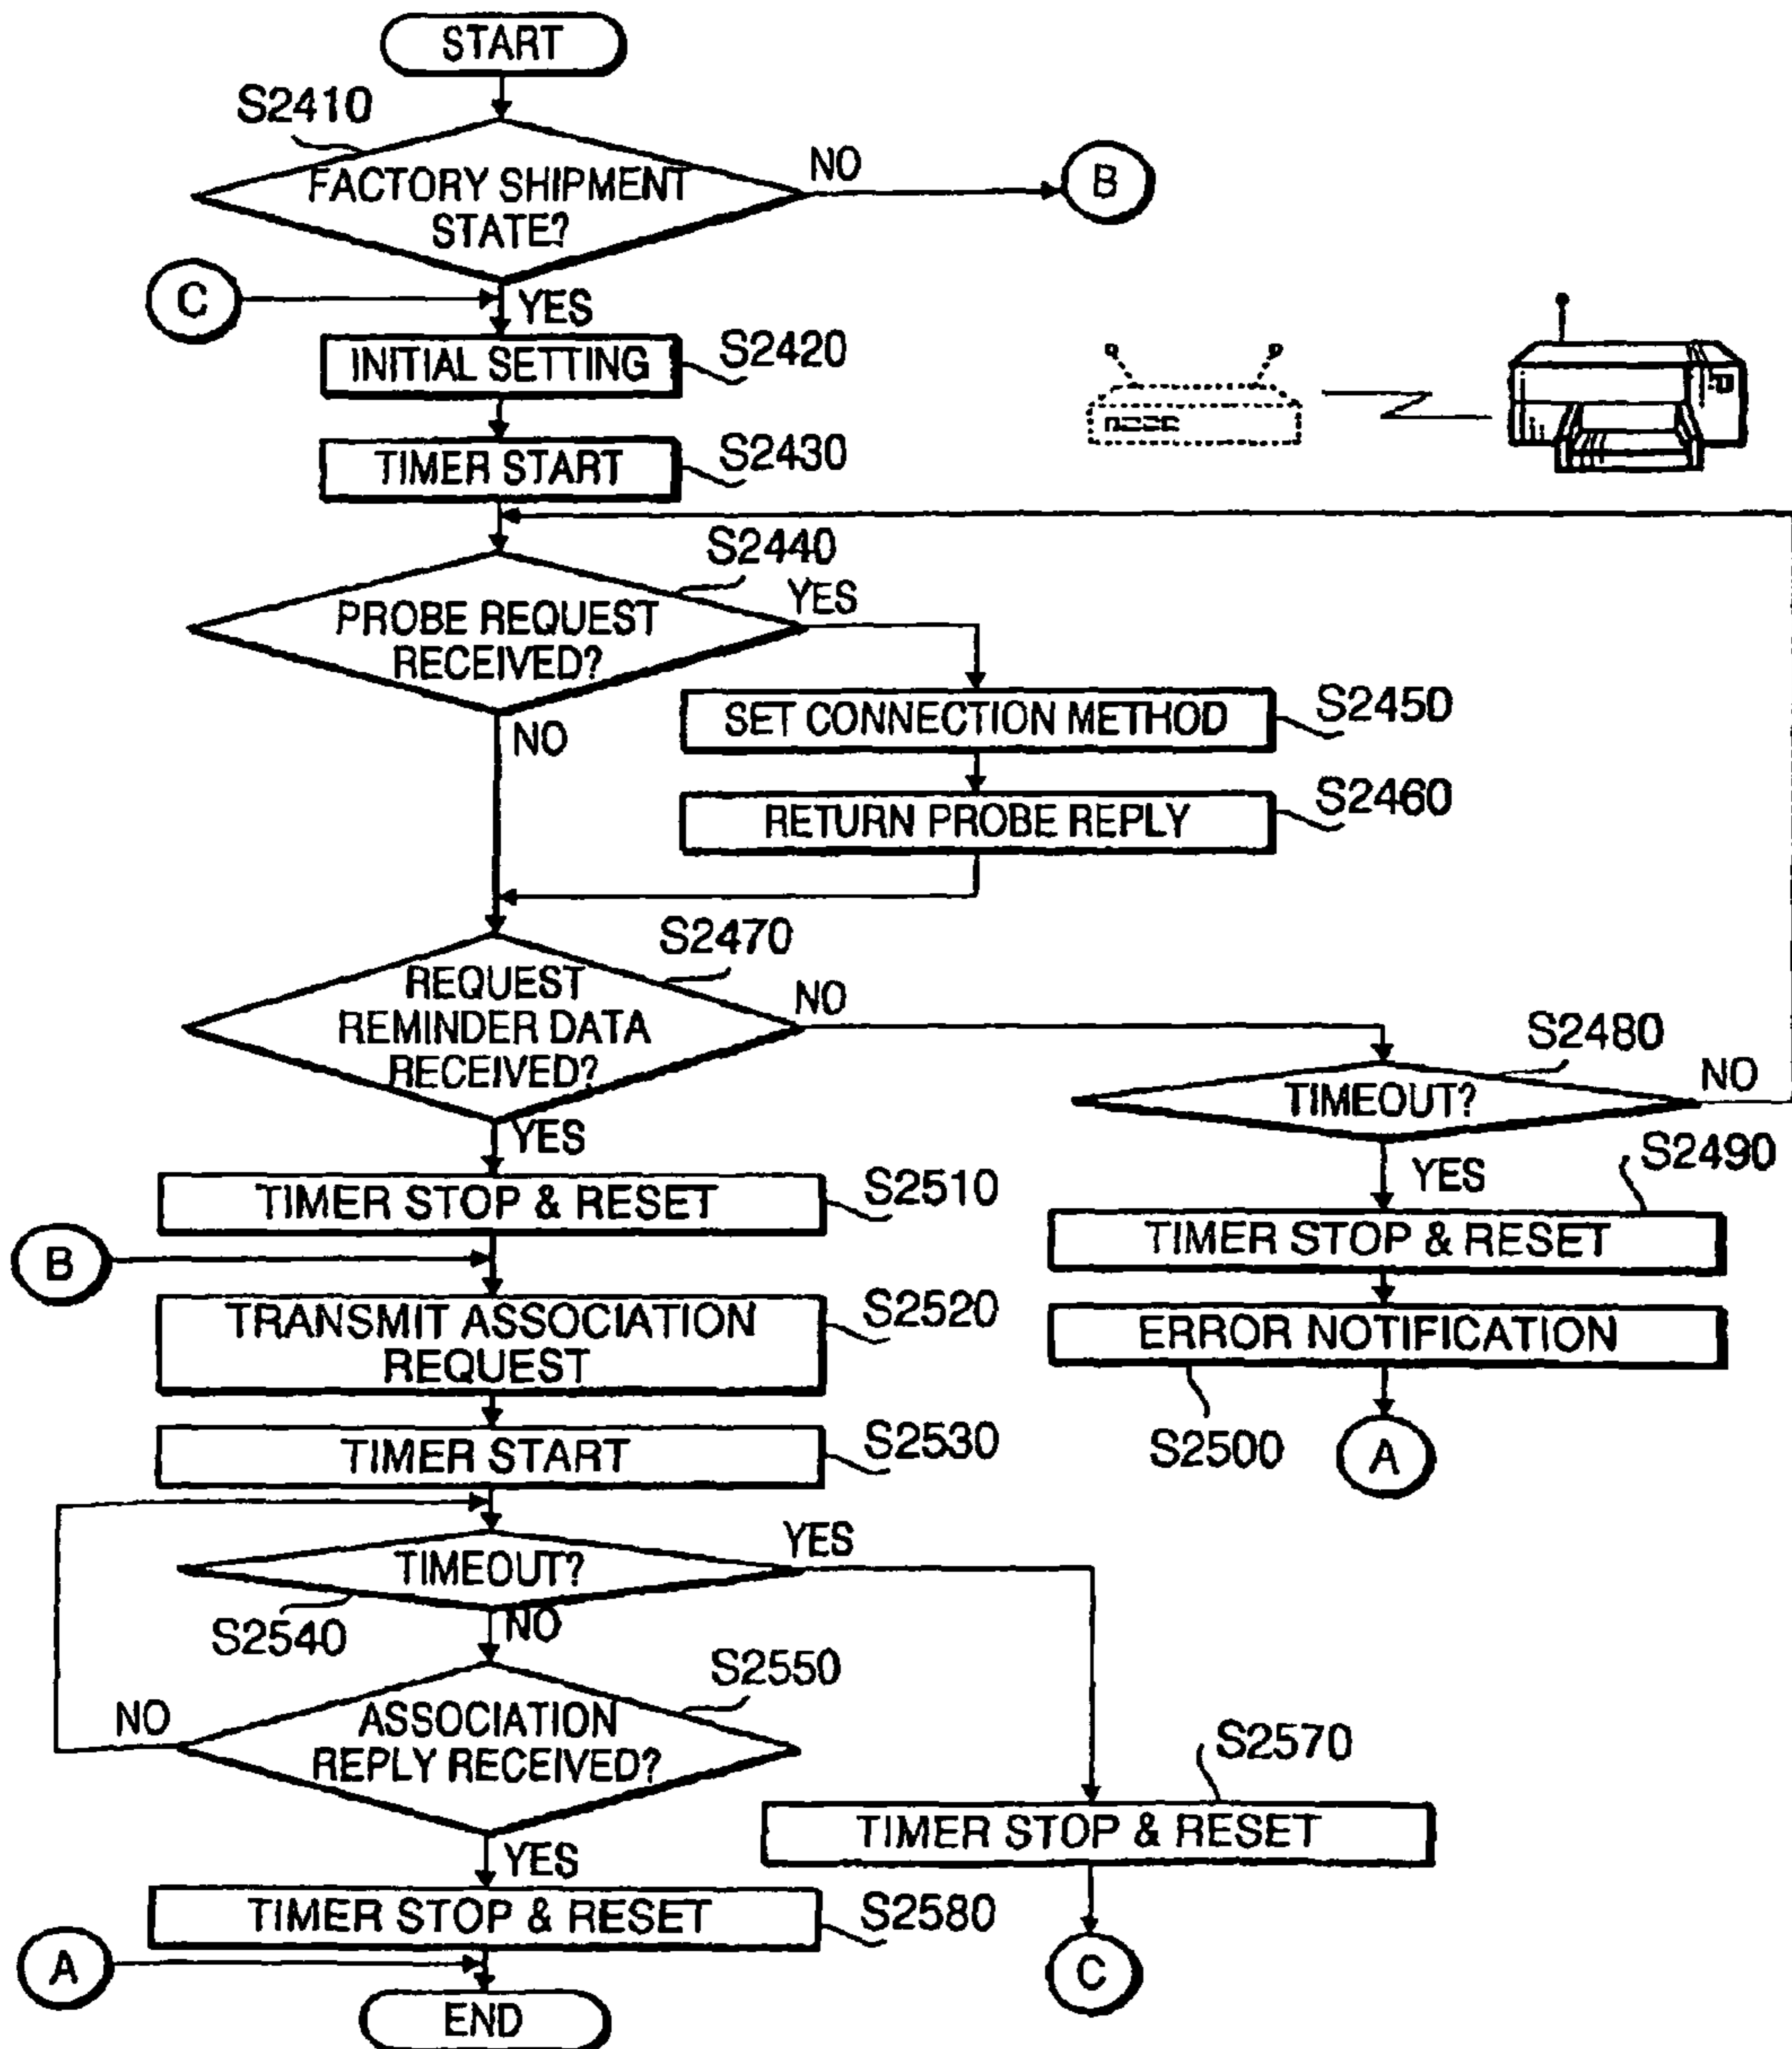 START
S2410
FACTORY SHIPMENT
STATE?
NO
B
C
YES
INITIAL SETTING
S2420
TIMER START
S2430
S2440
PROBE REQUEST
RECEIVED?
YES
NO
SET CONNECTION METHOD
S2450
RETURN PROBE REPLY
S2460
S2470
REQUEST
REMINDER DATA
RECEIVED?
NO
S2480
TIMEOUT?
NO
YES
YES
S2490
TIMER STOP & RESET
S2510
TIMER STOP & RESET
B
TRANSMIT ASSOCIATION
REQUEST
S2520
ERROR NOTIFICATION
S2500
A
TIMER START
S2530
TIMEOUT?
YES
S2540
NO
S2550
ASSOCIATION
REPLY RECEIVED?
NO
YES
S2570
TIMER STOP & RESET
TIMER STOP & RESET
S2580
A
C
END